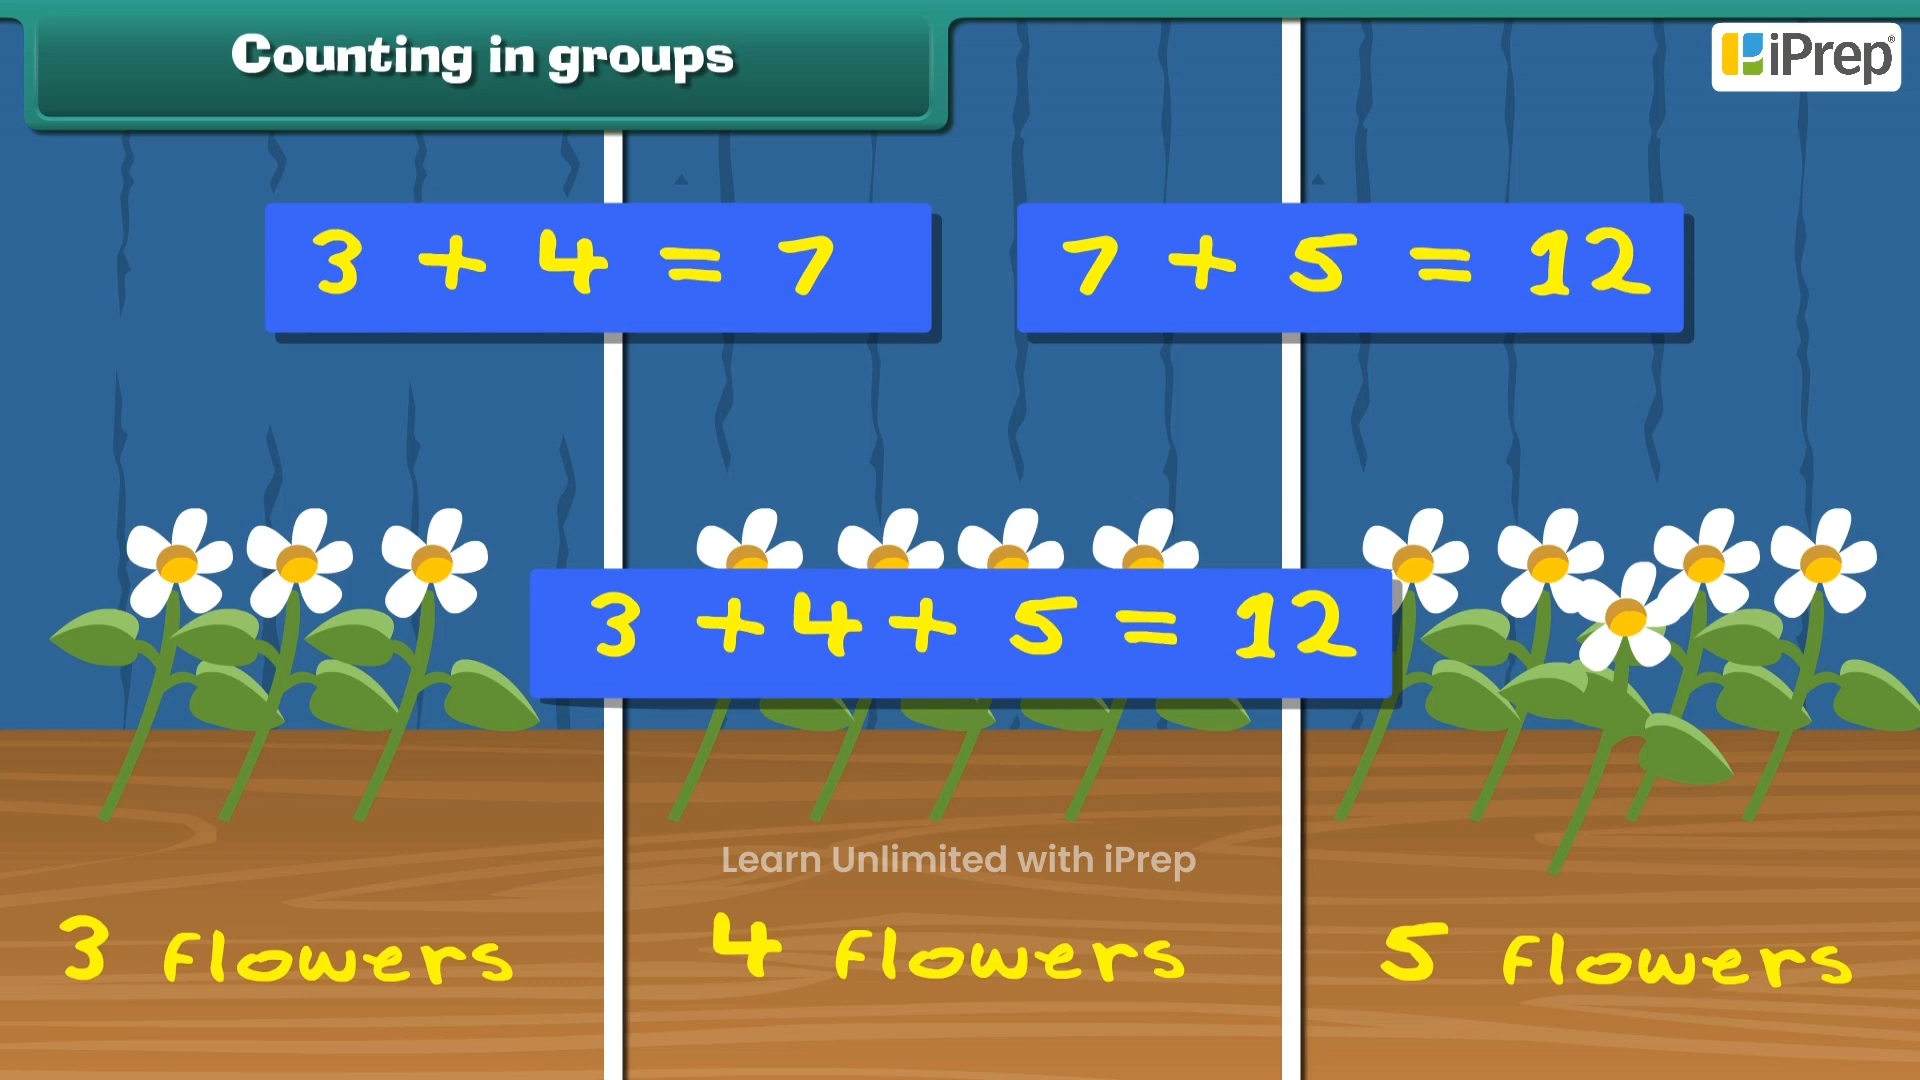 Counting in groups
iPrep®
3 + 4 = 7
7 + 5 = 12
3 + 4 + 5 = 12
Learn Unlimited with iPrep
3 flowers
4 flowers
5 flowers